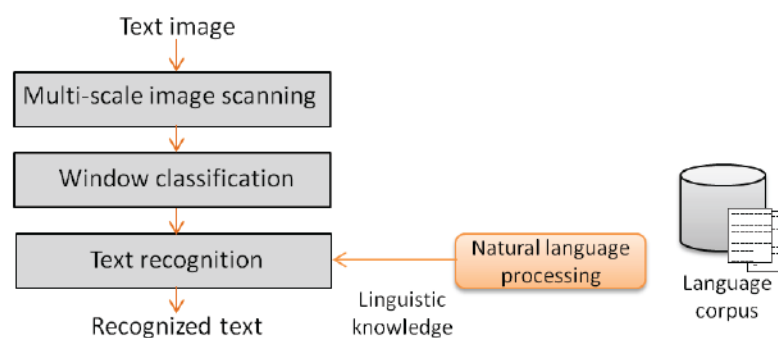 Text image
Multi-scale image scanning
Window classification
Text recognition
Recognized text
Natural language
processing
Linguistic
knowledge
Language
corpus